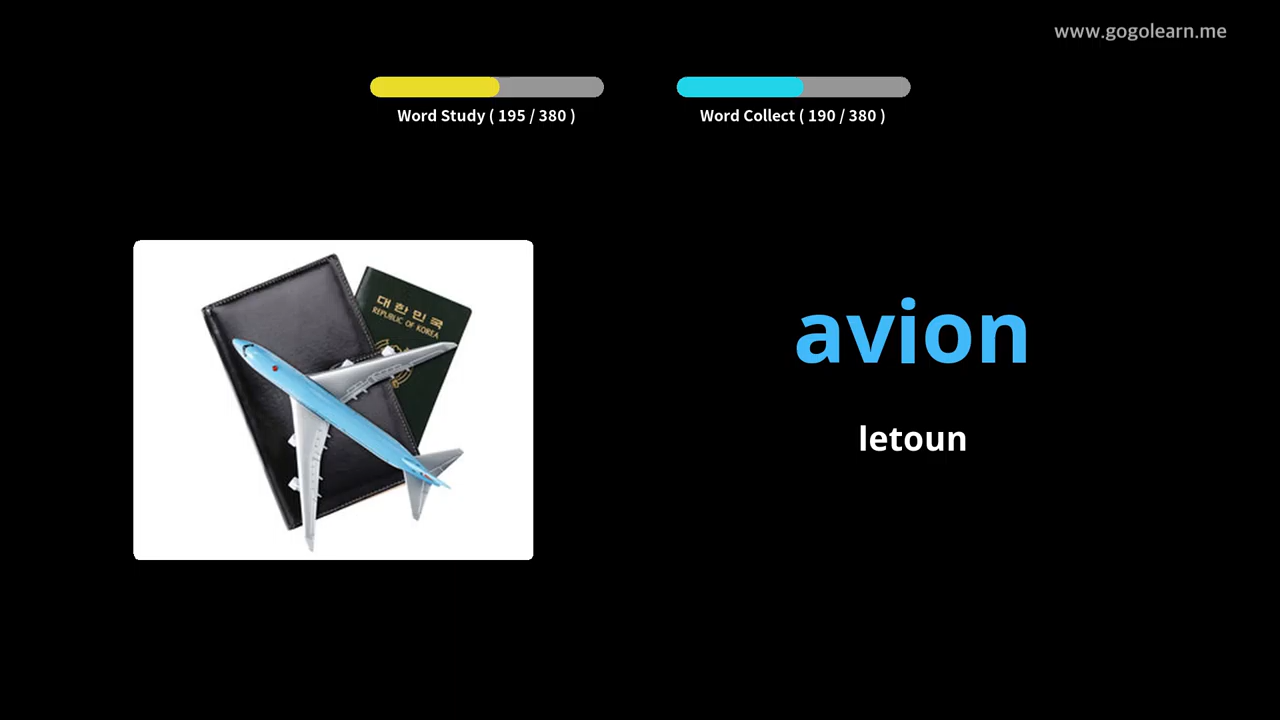 www.gogolearn.me
Word Study ( 195 / 380 )
Word Collect ( 190 / 380 )
대한민국
REPUBLIC OF KOREA
avion
letoun